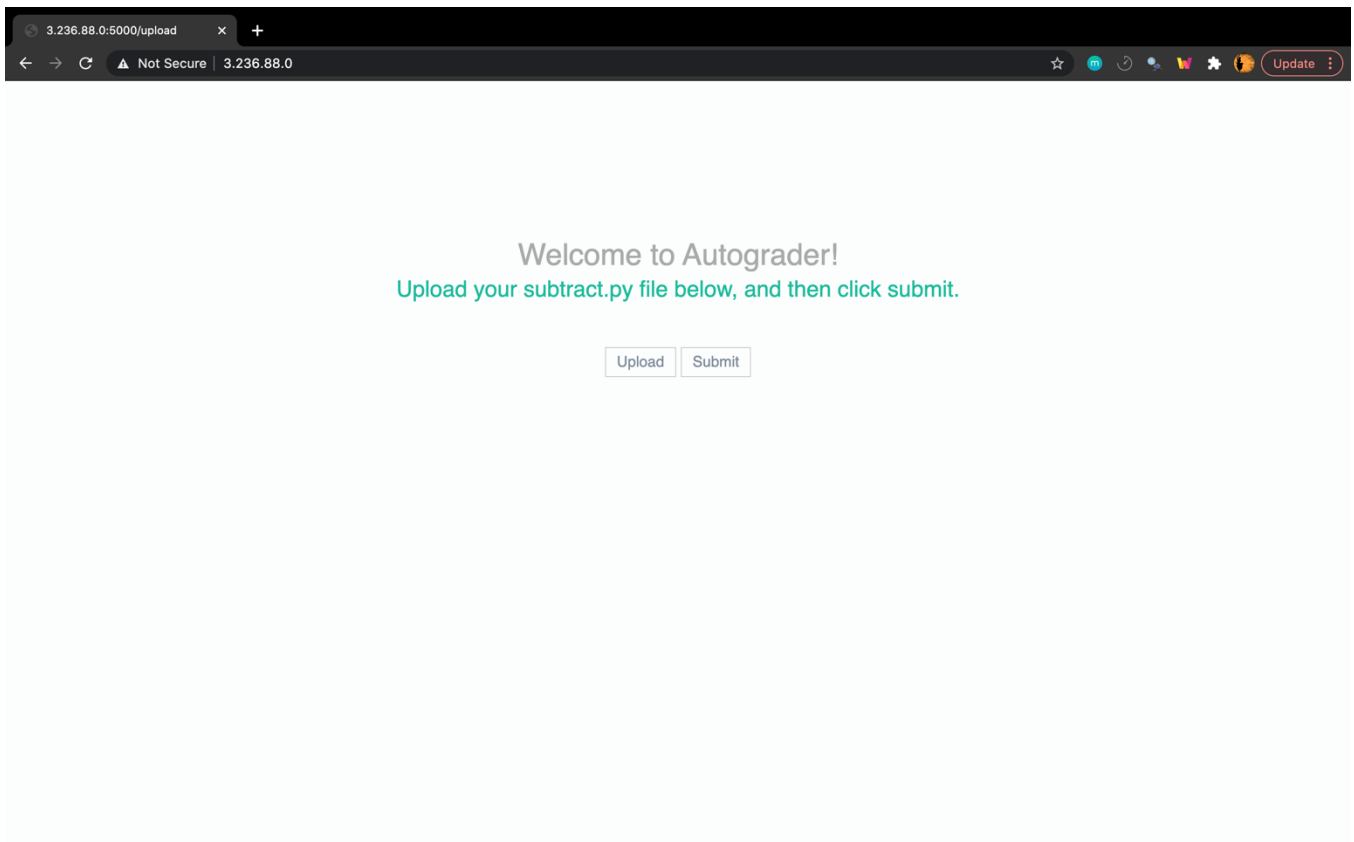 3.236.88.0:5000/upload
Not Secure | 3.236.88.0
Update
Welcome to Autograder!
Upload your subtract.py file below, and then click submit.
Upload Submit